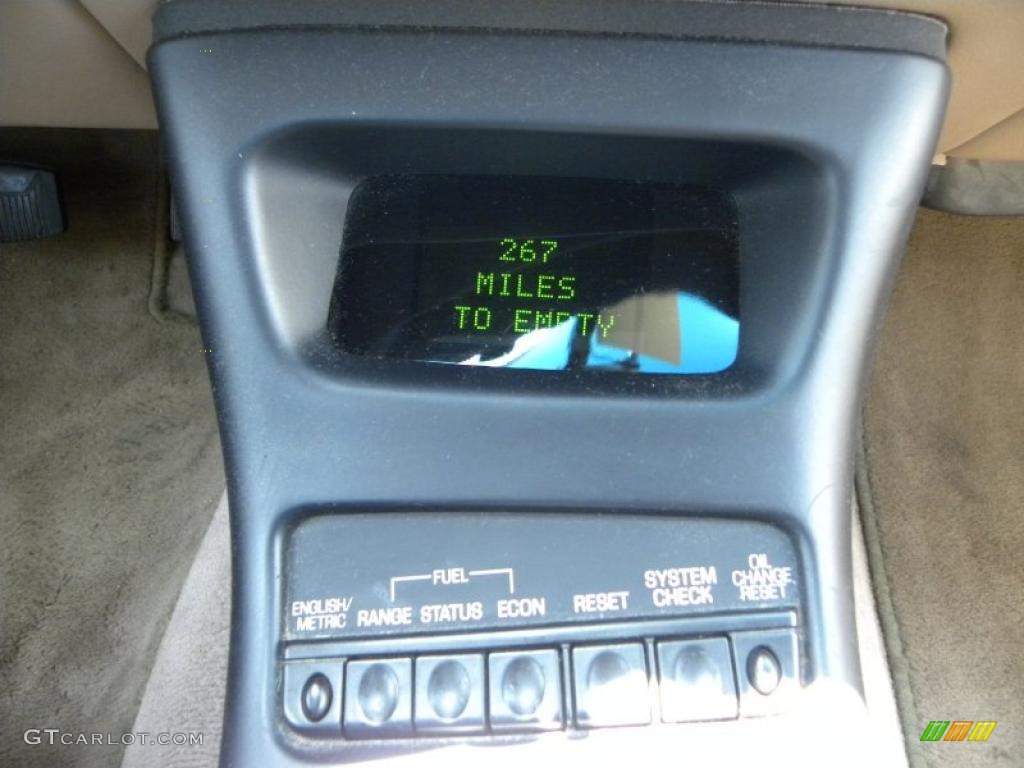 267
MILES
TO EMPTY
FUEL
ENGLISH/
METRIC
RANGE STATUS ECON
RESET
SYSTEM
CHECK
OIL
CHANGE
RESET
GTCARLOT.COM